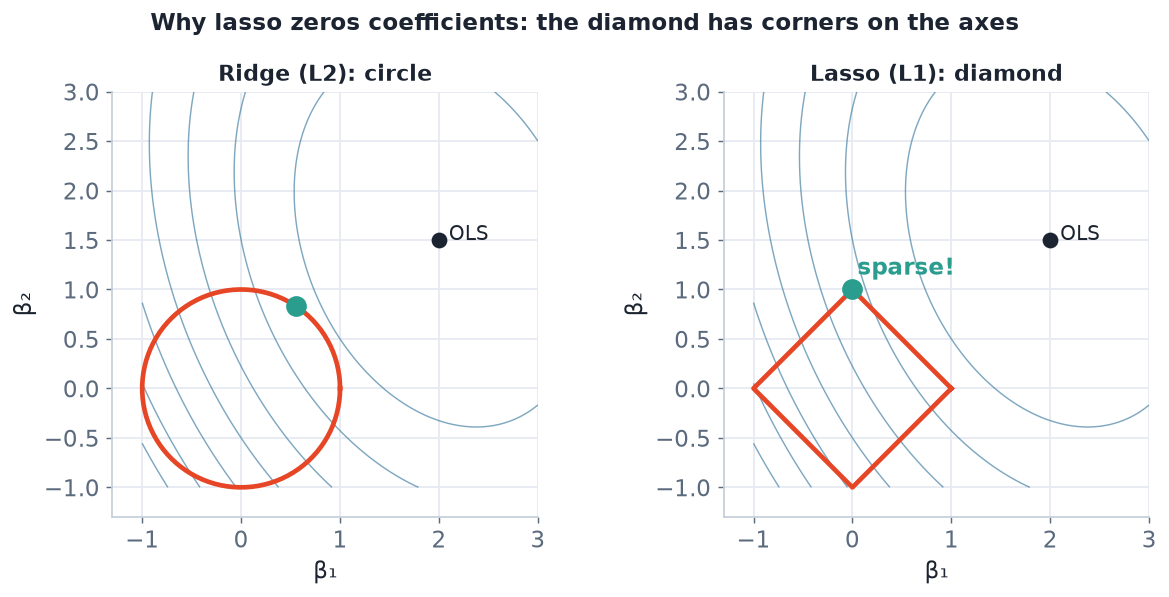 Why lasso zeros coefficients: the diamond has corners on the axes
Ridge (L2): circle
3.0
2.5
2.0
1.5
1.0
0.5
0.0
−0.5
−1.0
β₂
OLS
−1
0
1
2
3
β₁
Lasso (L1): diamond
3.0
2.5
2.0
1.5
1.0
0.5
0.0
−0.5
−1.0
β₂
OLS
sparse!
−1
0
1
2
3
β₁